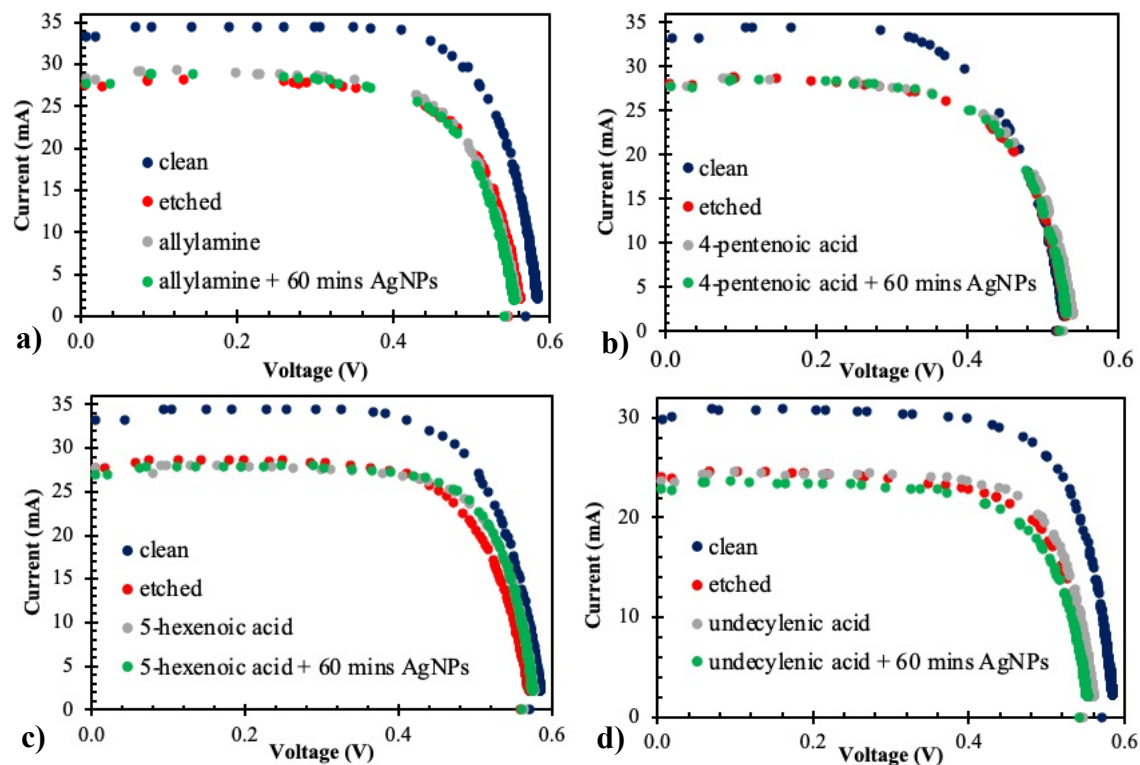 35
30
25
20
15
10
5
0
Current (mA)
clean
etched
allylamine
allylamine + 60 mins AgNPs
0.0 0.2 0.4 0.6
Voltage (V)
a)
35
30
25
20
15
10
5
0
Current (mA)
clean
etched
4-pentenoic acid
4-pentenoic acid + 60 mins AgNPs
0.0 0.2 0.4 0.6
Voltage (V)
b)
35
30
25
20
15
10
5
0
Current (mA)
clean
etched
5-hexenoic acid
5-hexenoic acid + 60 mins AgNPs
0.0 0.2 0.4 0.6
Voltage (V)
c)
30
20
10
0
Current (mA)
clean
etched
undecylenic acid
undecylenic acid + 60 mins AgNPs
0.0 0.2 0.4 0.6
Voltage (V)
d)